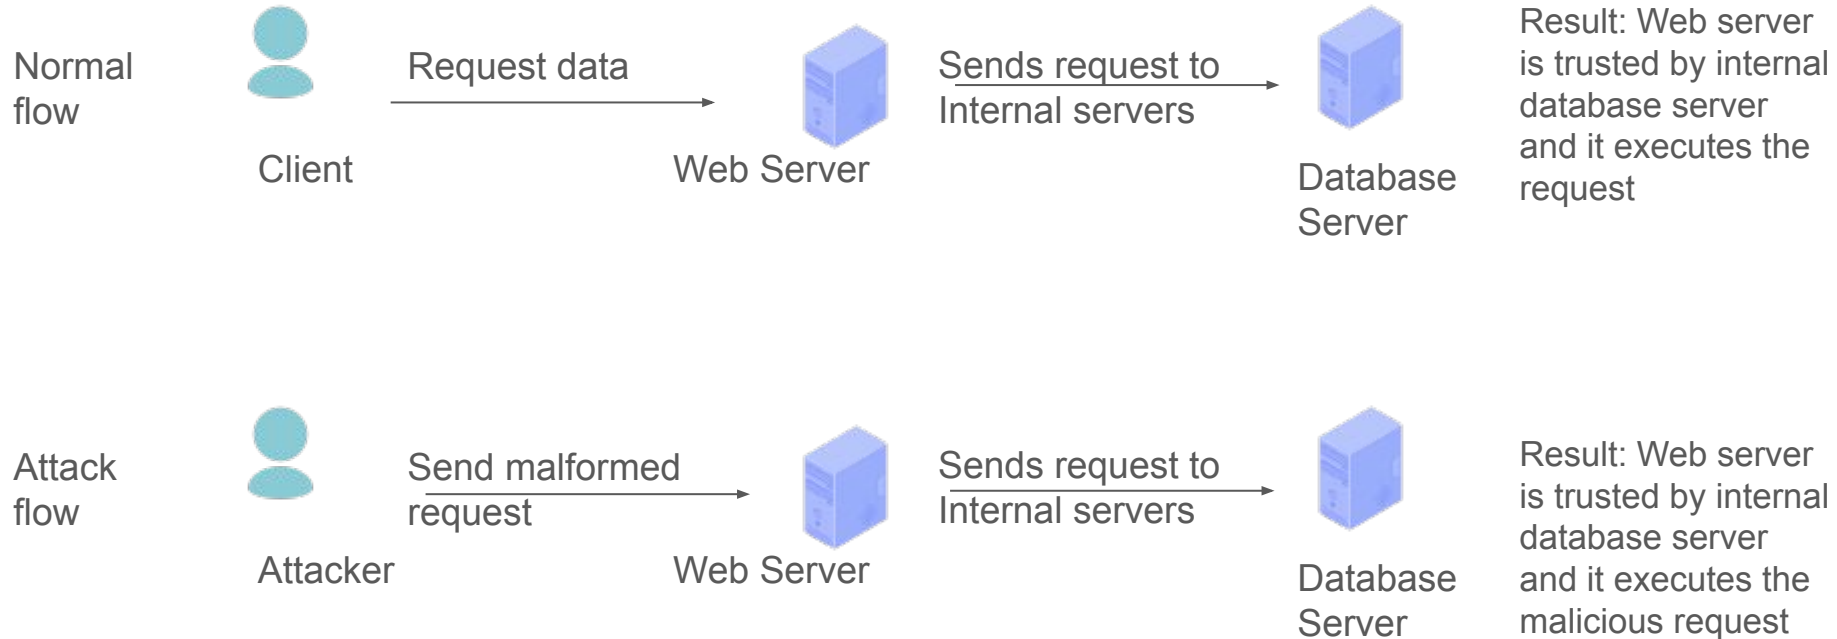 Normal
flow
Client
Request data
Web Server
Sends request to
Internal servers
Database
Server
Result: Web server
is trusted by internal
database server
and it executes the
request
Attack
flow
Attacker
Send malformed
request
Web Server
Sends request to
Internal servers
Database
Server
Result: Web server
is trusted by internal
database server
and it executes the
malicious request